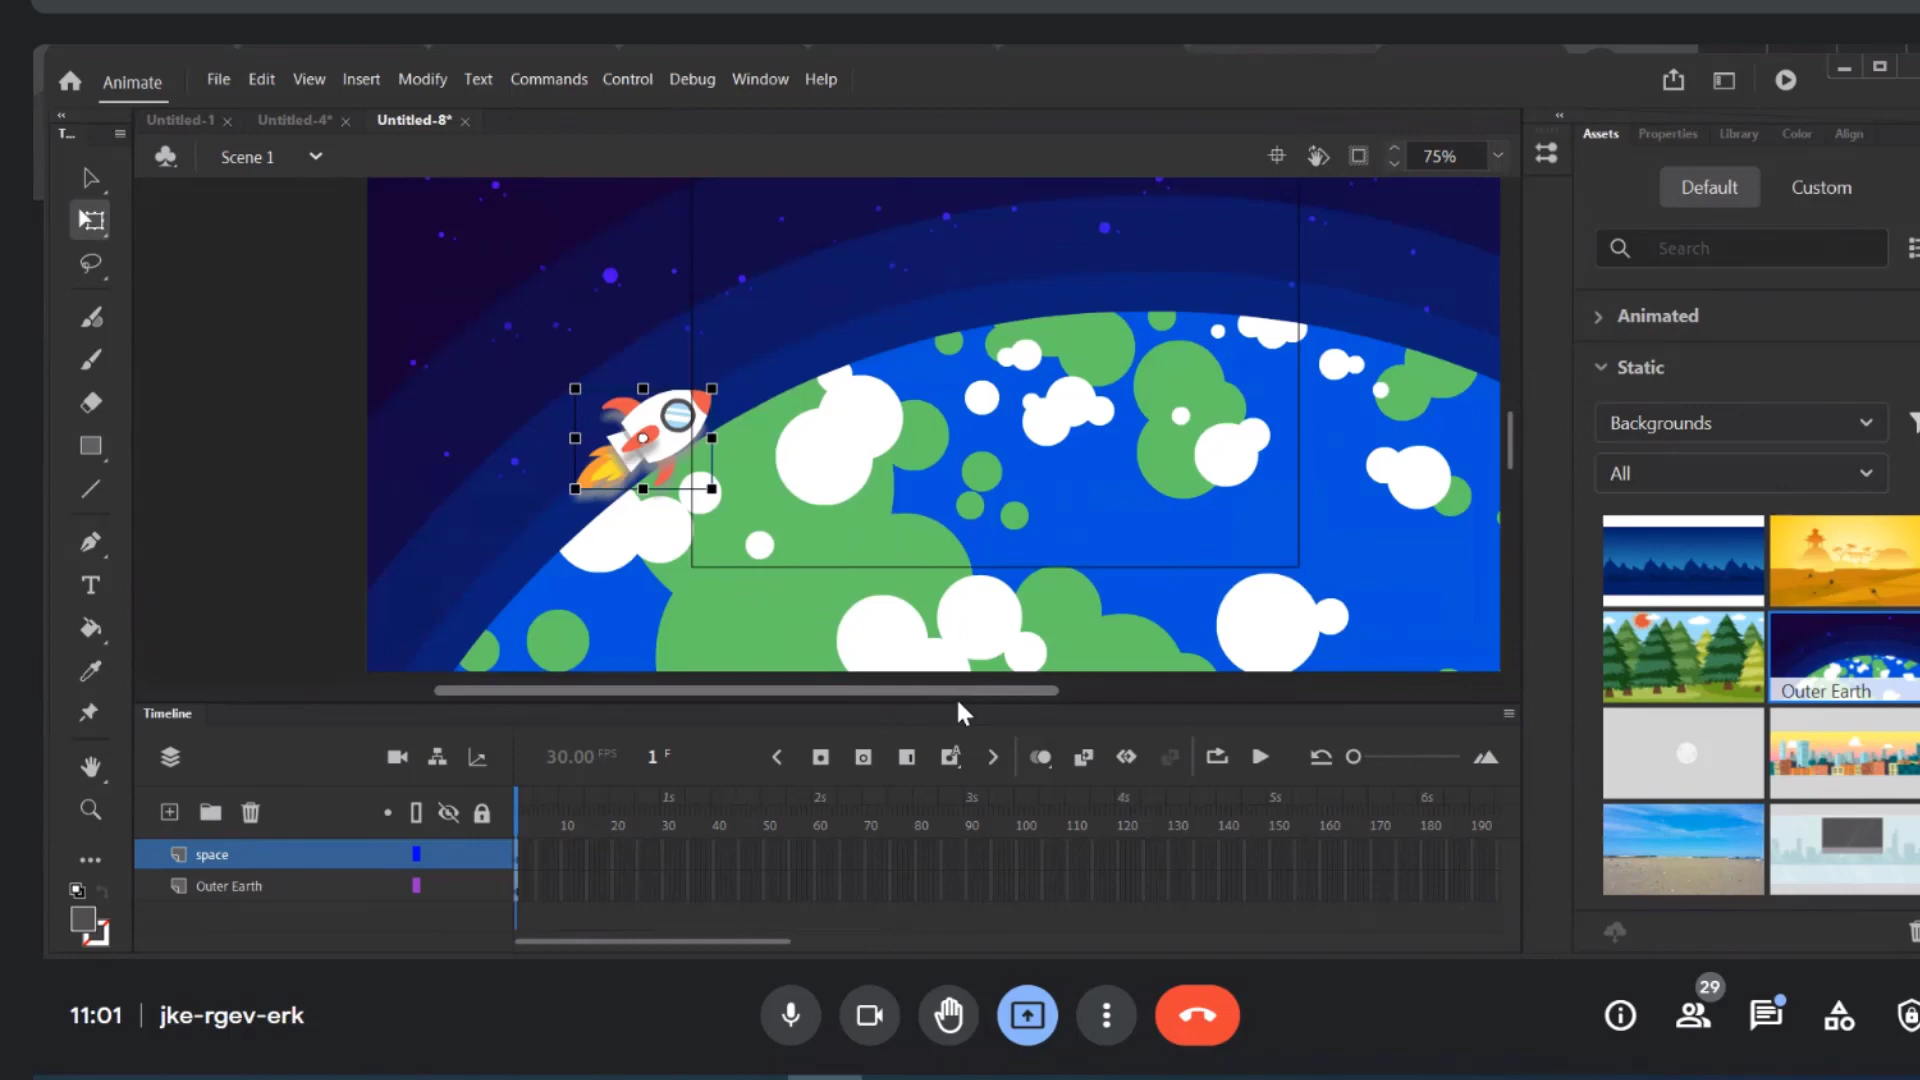 Animate File Edit View Insert Modify Text Commands Control Debug Window Help
Untitled-1 Untitled-4* Untitled-8*
T...
Scene 1
75%
Assets Properties Library Color Align
Default Custom
Search
Animated
Static
Backgrounds
All
Outer Earth
Timeline
30.00 FPS 1 F
1s 2s 3s 4s 5s 6s
10 20 30 40 50 60 70 80 90 100 110 120 130 140 150 160 170 180 190
space
Outer Earth
11:01 jke-rgev-erk
29